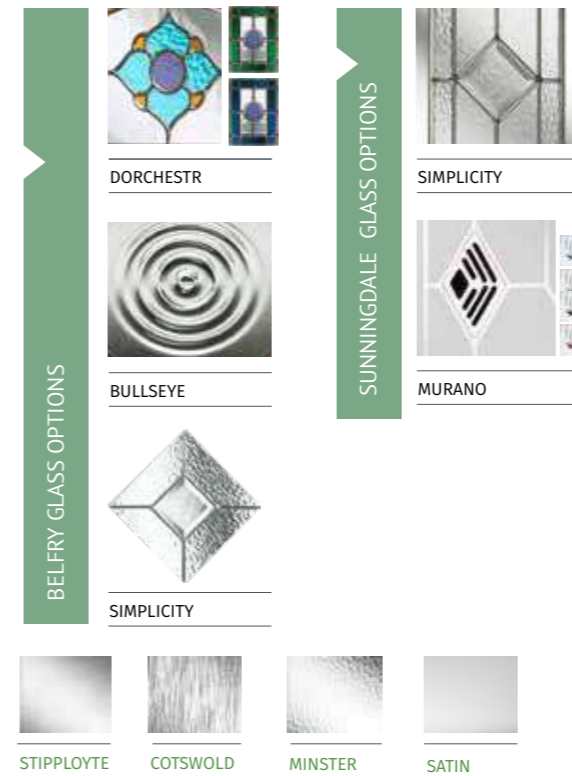 BELFRY GLASS OPTIONS
DORCHESTR
BULLSEYE
SIMPLICITY
SUNNINGDALE GLASS OPTIONS
SIMPLICITY
MURANO
STIPPLOYTE
COTSWOLD
MINSTER
SATIN